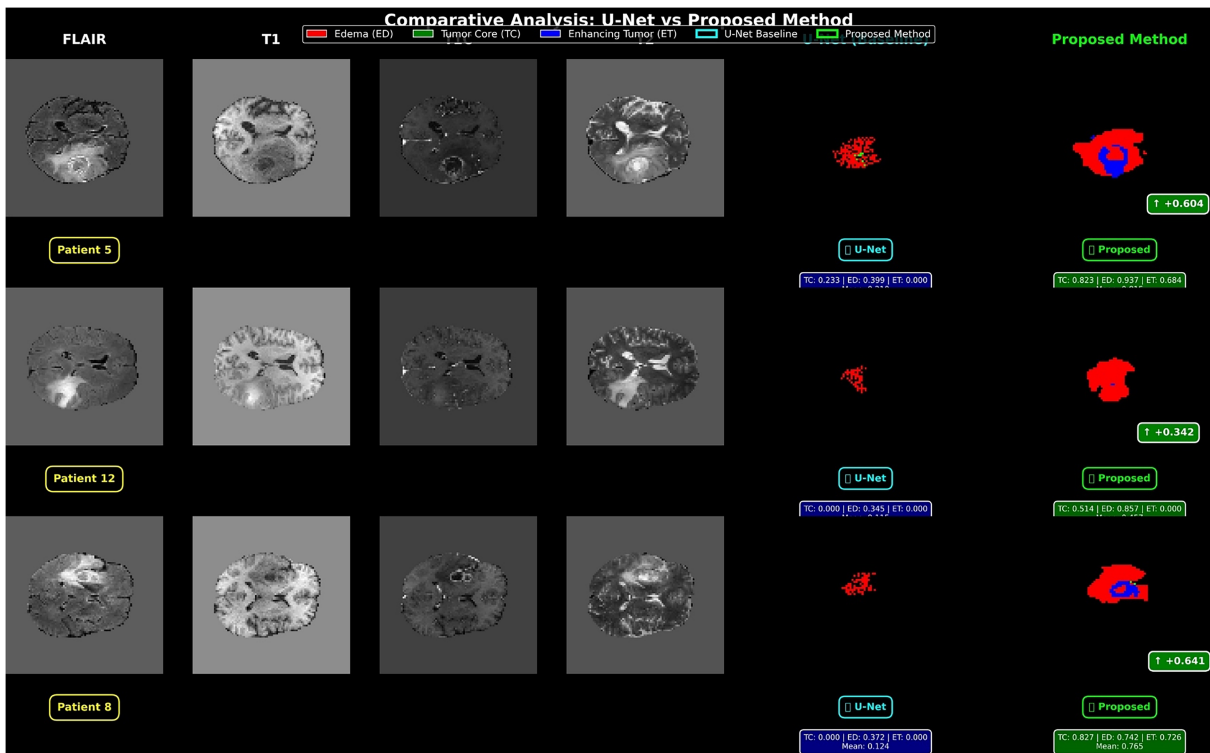 Comparative Analysis: U-Net vs Proposed Method
Edema (ED) Tumor Core (TC) Enhancing Tumor (ET) U-Net Baseline Proposed Method
FLAIR T1 T1C T2 U-Net (Baseline) Proposed Method
↑ +0.604
Patient 5 U-Net Proposed
TC: 0.233 | ED: 0.399 | ET: 0.000 TC: 0.823 | ED: 0.937 | ET: 0.684
↑ +0.342
Patient 12 U-Net Proposed
TC: 0.000 | ED: 0.345 | ET: 0.000 TC: 0.514 | ED: 0.857 | ET: 0.000
↑ +0.641
Patient 8 U-Net Proposed
TC: 0.000 | ED: 0.372 | ET: 0.000 TC: 0.827 | ED: 0.742 | ET: 0.726
Mean: 0.124 Mean: 0.765